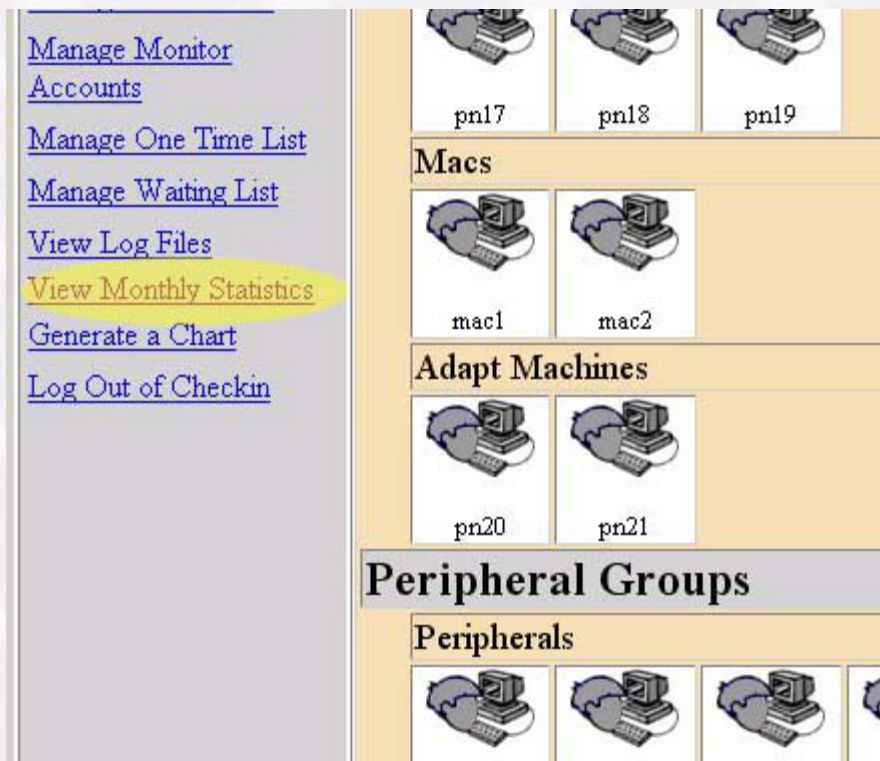 Manage Monitor
Accounts
Manage One Time List
Manage Waiting List
View Log Files
View Monthly Statistics
Generate a Chart
Log Out of Checkin
pn17 pn18 pn19
Macs
mac1 mac2
Adapt Machines
pn20 pn21
Peripheral Groups
Peripherals